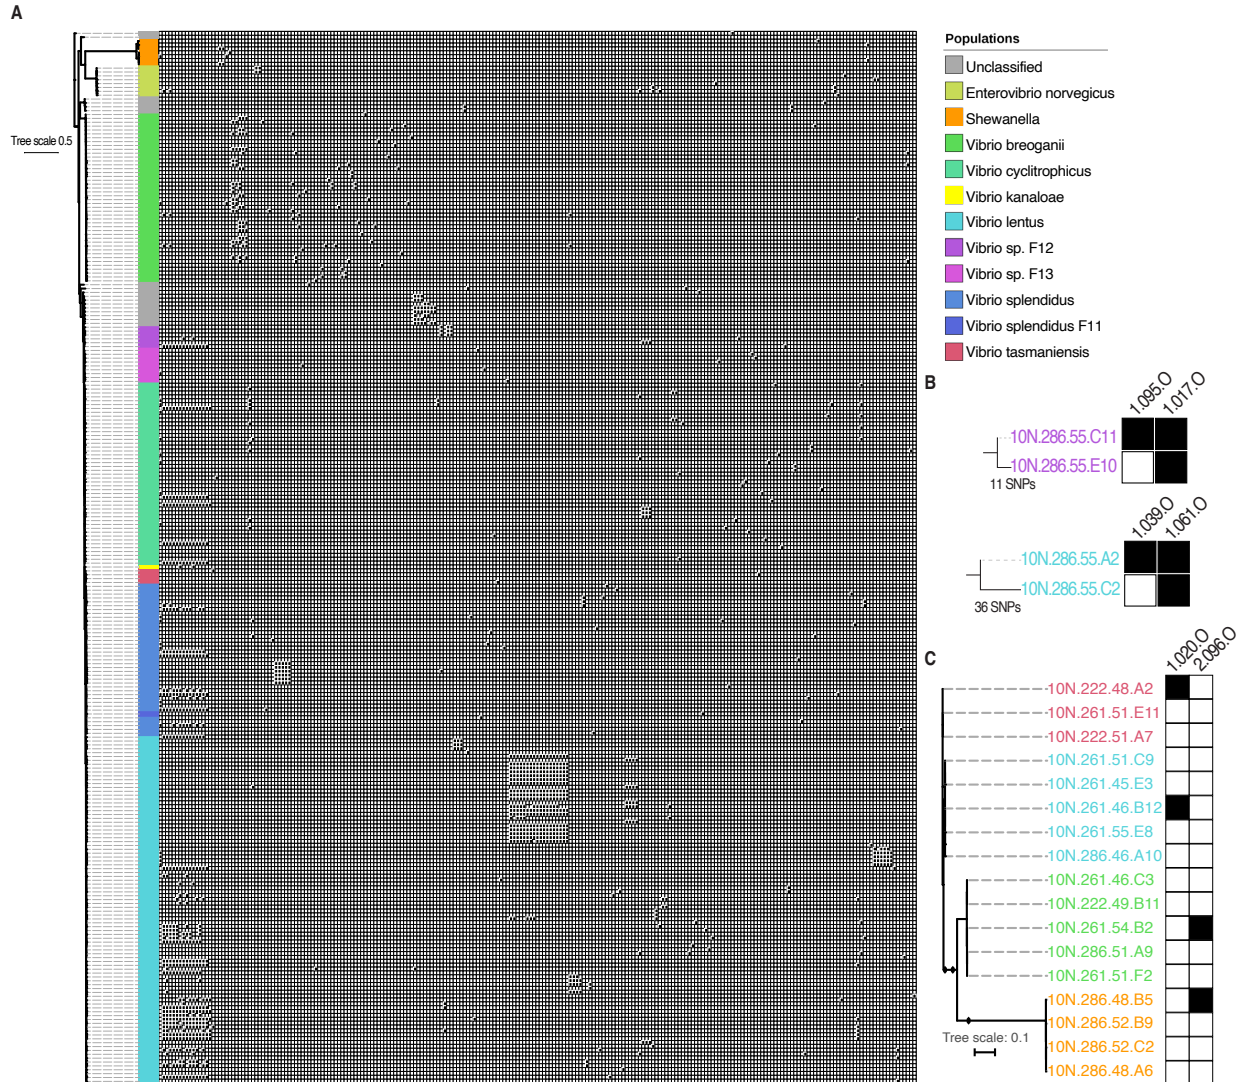 A
Tree scale 0.5
Populations
Unclassified
Enterovibrio norvegicus
Shewanella
Vibrio breoganii
Vibrio cyclitrophicus
Vibrio kanaloae
Vibrio lentus
Vibrio sp. F12
Vibrio sp. F13
Vibrio splendidus
Vibrio splendidus F11
Vibrio tasmaniensis
B
1.095.O
1.017.O
10N.286.55.C11
10N.286.55.E10
11 SNPs
1.039.O
1.061.O
10N.286.55.A2
10N.286.55.C2
36 SNPs
C
1.020.O
2.096.O
10N.222.48.A2
10N.261.51.E11
10N.222.51.A7
10N.261.51.C9
10N.261.45.E3
10N.261.46.B12
10N.261.55.E8
10N.286.46.A10
10N.261.46.C3
10N.222.49.B11
10N.261.54.B2
10N.286.51.A9
10N.261.51.F2
10N.286.48.B5
10N.286.52.B9
10N.286.52.C2
10N.286.48.A6
Tree scale: 0.1